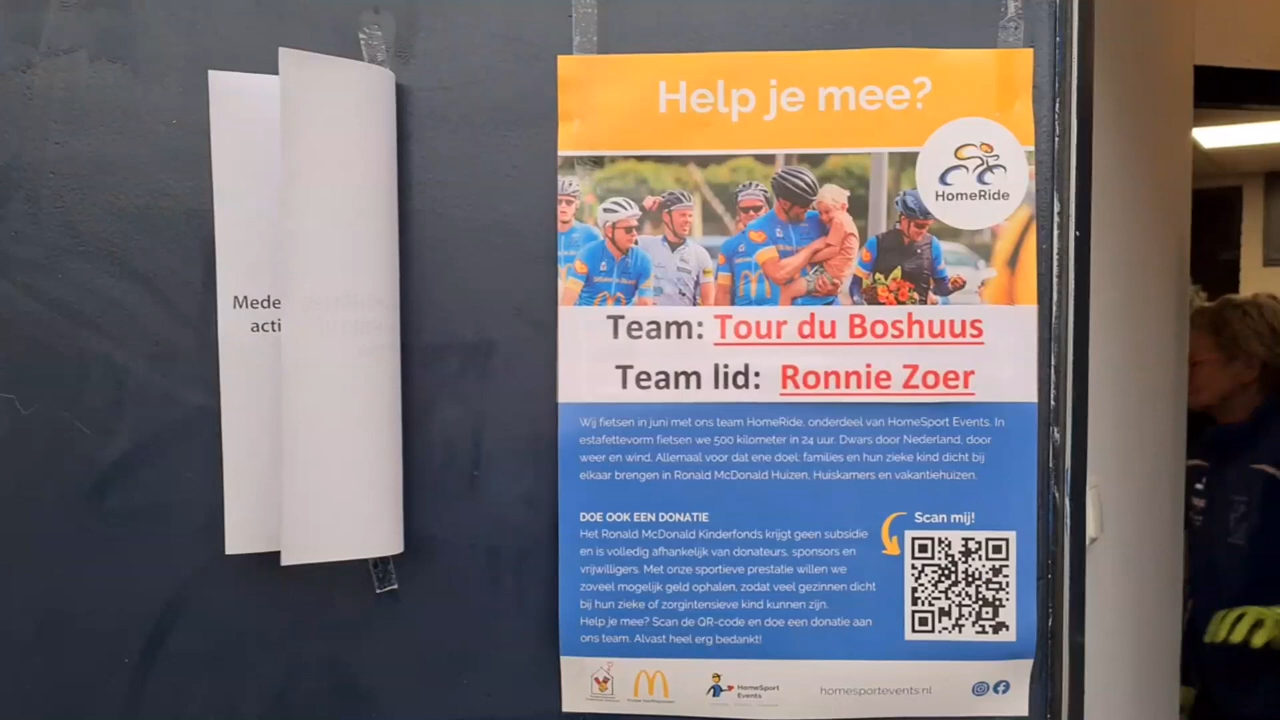 Mede
acti
Help je mee?
HomeRide
Team: Tour du Boshuus
Team lid: Ronnie Zoer
Wij fietsen in juni met ons team HomeRide, onderdeel van HomeSport Events. In
estafettevorm fietsen we 500 kilometer in 24 uur. Dwars door Nederland, door
weer en wind. Allemaal voor dat ene doel: families en hun zieke kind dicht bij
elkaar brengen in Ronald McDonald Huizen, Huiskamers en vakantiehuizen.
DOE OOK EEN DONATIE
Het Ronald McDonald Kinderfonds krijgt geen subsidie
en is volledig afhankelijk van donateurs, sponsors en
vrijwilligers. Met onze sportieve prestatie willen we
zoveel mogelijk geld ophalen, zodat veel gezinnen dicht
bij hun zieke of zorgintensieve kind kunnen zijn.
Help je mee? Scan de QR-code en doe een donatie aan
ons team. Alvast heel erg bedankt!
Scan mij!
HomeSport
Events
homesportevents.nl